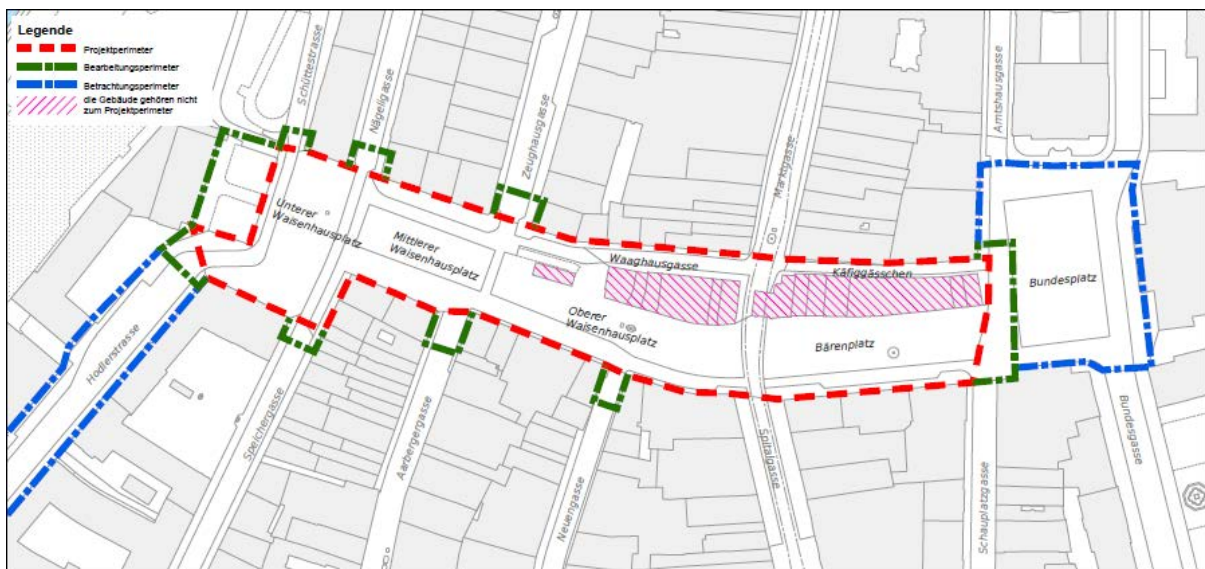 Legende
Projektperimeter
Bearbeitungsperimeter
Betrachtungsperimeter
die Gebäude gehören nicht
zum Projektperimeter
Schüttestrasse
Nägeligasse
Zeughausgasse
Marktgasse
Amtshausgasse
Unterer
Waisenhausplatz
Mittlerer
Waisenhausplatz
Waaghausgasse
Käfiggässchen
Bundesplatz
Oberer
Waisenhausplatz
Bärenplatz
Hodlerstrasse
Speichergasse
Aarbergergasse
Neuengasse
Spitalgasse
Schauplatzgasse
Bundesgasse